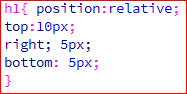 h1{ position:relative;
top:10px;
right; 5px;
bottom: 5px;
}